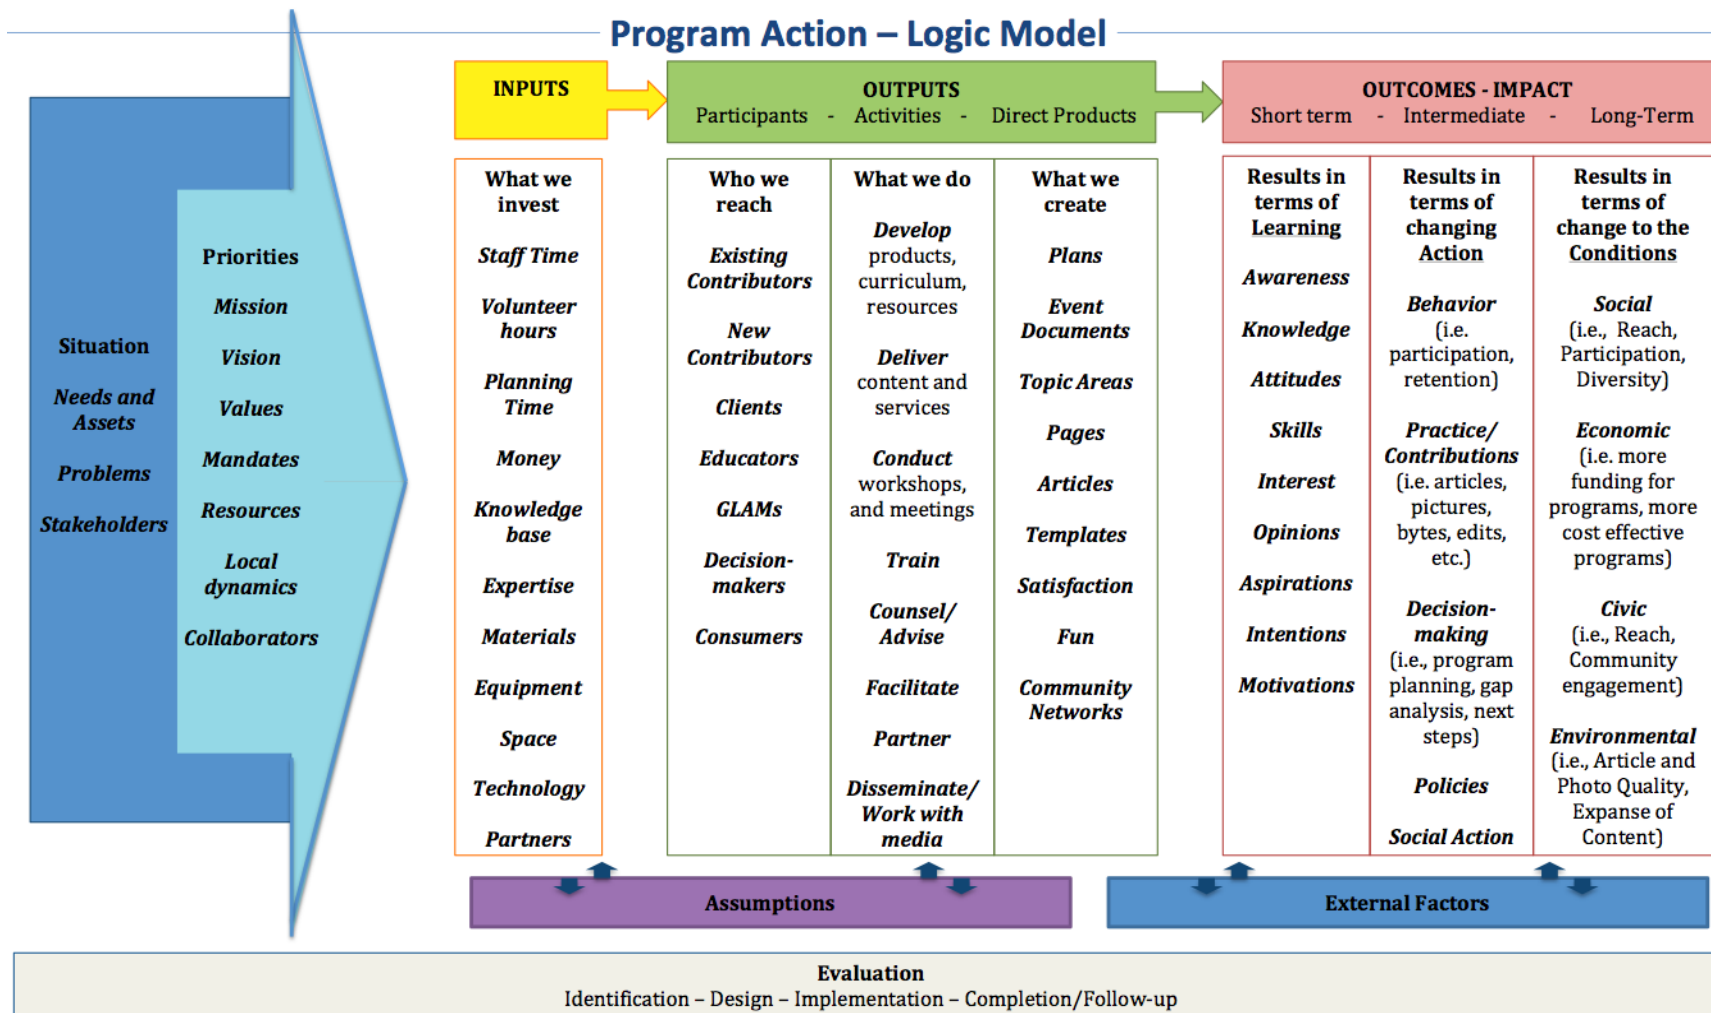 Program Action – Logic Model
Situation
Needs and
Assets
Problems
Stakeholders
Priorities
Mission
Vision
Values
Mandates
Resources
Local
dynamics
Collaborators
INPUTS
What we
invest
Staff Time
Volunteer
hours
Planning
Time
Money
Knowledge
base
Expertise
Materials
Equipment
Space
Technology
Partners
OUTPUTS
Participants - Activities - Direct Products
Who we
reach
Existing
Contributors
New
Contributors
Clients
Educators
GLAMs
Decision-
makers
Consumers
What we do
Develop
products,
curriculum,
resources
Deliver
content and
services
Conduct
workshops,
and meetings
Train
Counsel/
Advise
Facilitate
Partner
Disseminate/
Work with
media
What we
create
Plans
Event
Documents
Topic Areas
Pages
Articles
Templates
Satisfaction
Fun
Community
Networks
OUTCOMES - IMPACT
Short term - Intermediate - Long-Term
Results in
terms of
Learning
Awareness
Knowledge
Attitudes
Skills
Interest
Opinions
Aspirations
Intentions
Motivations
Results in
terms of
changing
Action
Behavior
(i.e.
participation,
retention)
Practice/
Contributions
(i.e. articles,
pictures,
bytes, edits,
etc.)
Decision-
making
(i.e., program
planning, gap
analysis, next
steps)
Policies
Social Action
Results in
terms of
change to the
Conditions
Social
(i.e., Reach,
Participation,
Diversity)
Economic
(i.e. more
funding for
programs, more
cost effective
programs)
Civic
(i.e., Reach,
Community
engagement)
Environmental
(i.e., Article and
Photo Quality,
Expanse of
Content)
Assumptions
External Factors
Evaluation
Identification – Design – Implementation – Completion/Follow-up